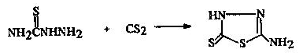 S
NH₂CNHNH₂ + CS₂ → HN N S S NH₂